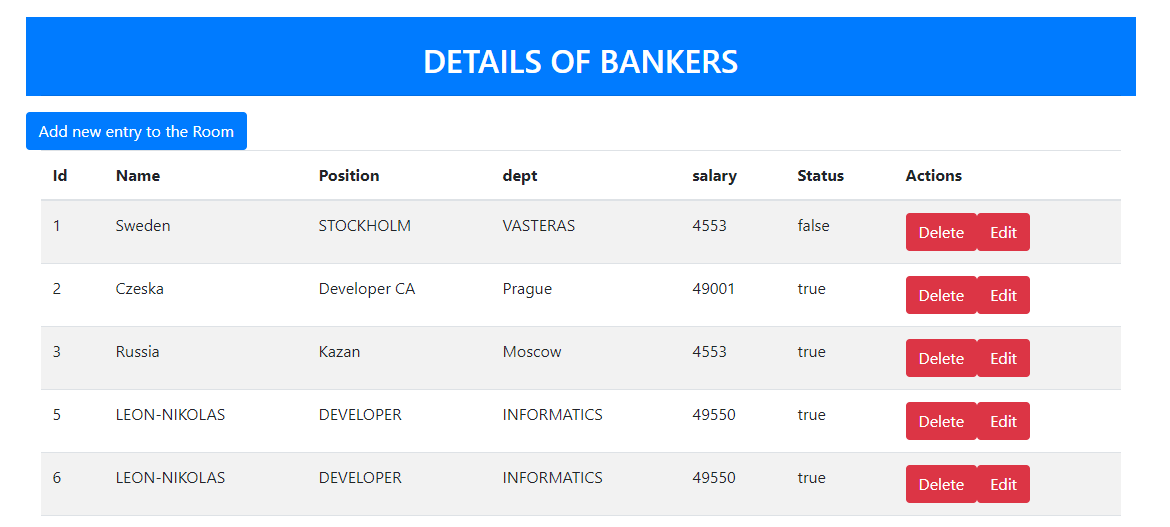 DETAILS OF BANKERS
Add new entry to the Room
Id Name Position dept salary Status Actions
1 Sweden STOCKHOLM VASTERAS 4553 false Delete Edit
2 Czeska Developer CA Prague 49001 true Delete Edit
3 Russia Kazan Moscow 4553 true Delete Edit
5 LEON-NIKOLAS DEVELOPER INFORMATICS 49550 true Delete Edit
6 LEON-NIKOLAS DEVELOPER INFORMATICS 49550 true Delete Edit